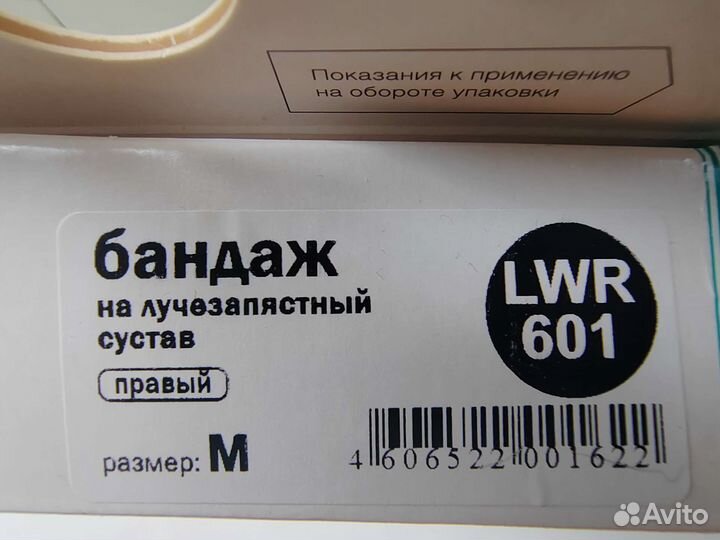 Показания к применению
на обороте упаковки
бандаж
на лучезапястный
сустав
правый
размер: M
LWR
601
4 606522 001622
Avito